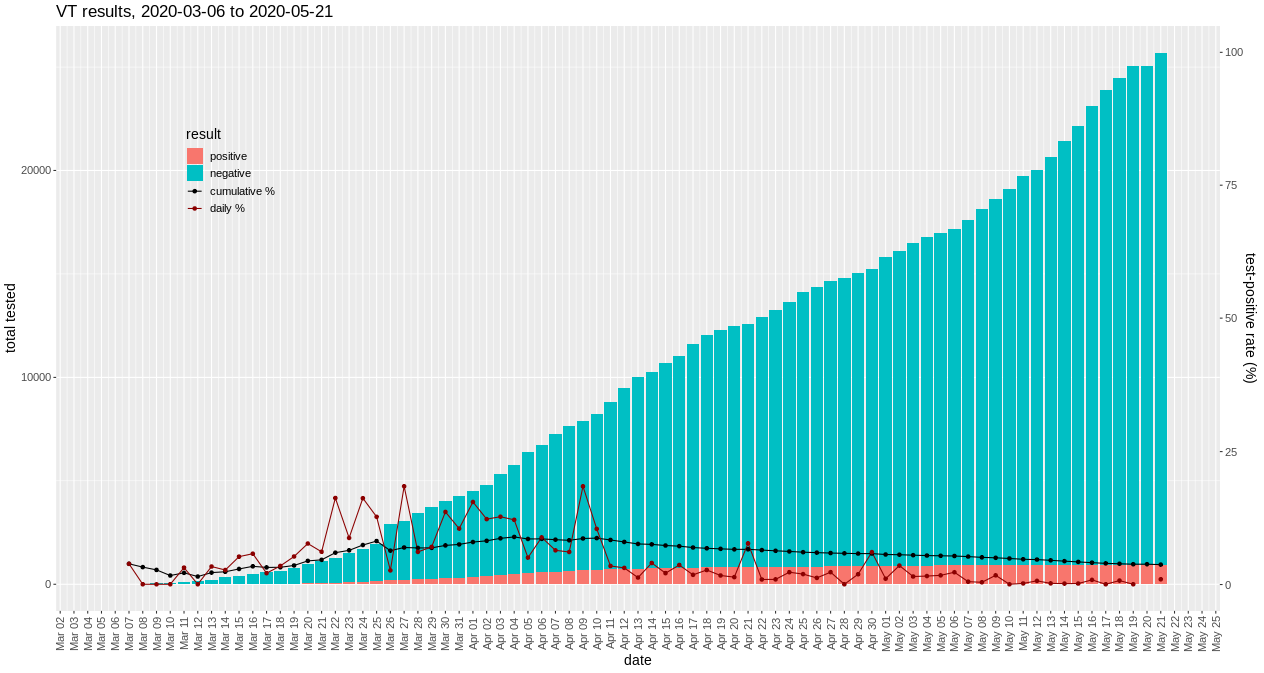 VT results, 2020-03-06 to 2020-05-21
total tested
20000
10000
0
result
positive
negative
cumulative %
daily %
100
75
50
25
0
test-positive rate (%)
Mar 02
Mar 03
Mar 04
Mar 05
Mar 06
Mar 07
Mar 08
Mar 09
Mar 10
Mar 11
Mar 12
Mar 13
Mar 14
Mar 15
Mar 16
Mar 17
Mar 18
Mar 19
Mar 20
Mar 21
Mar 22
Mar 23
Mar 24
Mar 25
Mar 26
Mar 27
Mar 28
Mar 29
Mar 30
Mar 31
Apr 01
Apr 02
Apr 03
Apr 04
Apr 05
Apr 06
Apr 07
Apr 08
Apr 09
Apr 10
Apr 11
Apr 12
Apr 13
Apr 14
Apr 15
Apr 16
Apr 17
Apr 18
Apr 19
Apr 20
Apr 21
Apr 22
Apr 23
Apr 24
Apr 25
Apr 26
Apr 27
Apr 28
Apr 29
Apr 30
May 01
May 02
May 03
May 04
May 05
May 06
May 07
May 08
May 09
May 10
May 11
May 12
May 13
May 14
May 15
May 16
May 17
May 18
May 19
May 20
May 21
May 22
May 23
May 24
May 25
date